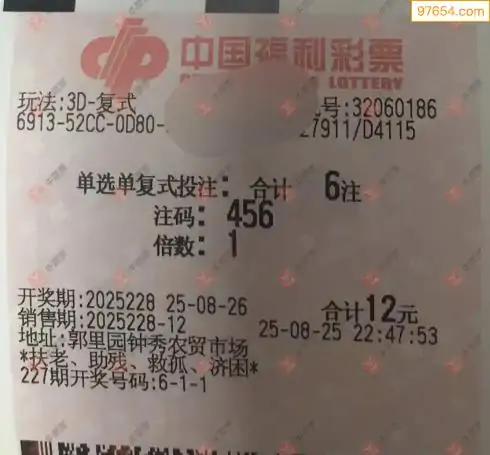 97654.com
中国福利彩票
LOTTERY
玩法:3D-复式
号:32060186
6913-52CC-0D80-
27911/D4115
单选单复式投注: 合计 6注
注码: 456
倍数: 1
开奖期:2025228 25-08-26
合计12元
销售期:2025228-12
25-08-25 22:47:53
地址:郭里园钟秀农贸市场
*扶老、助残、救孤、济困*
227期开奖号码:6-1-1